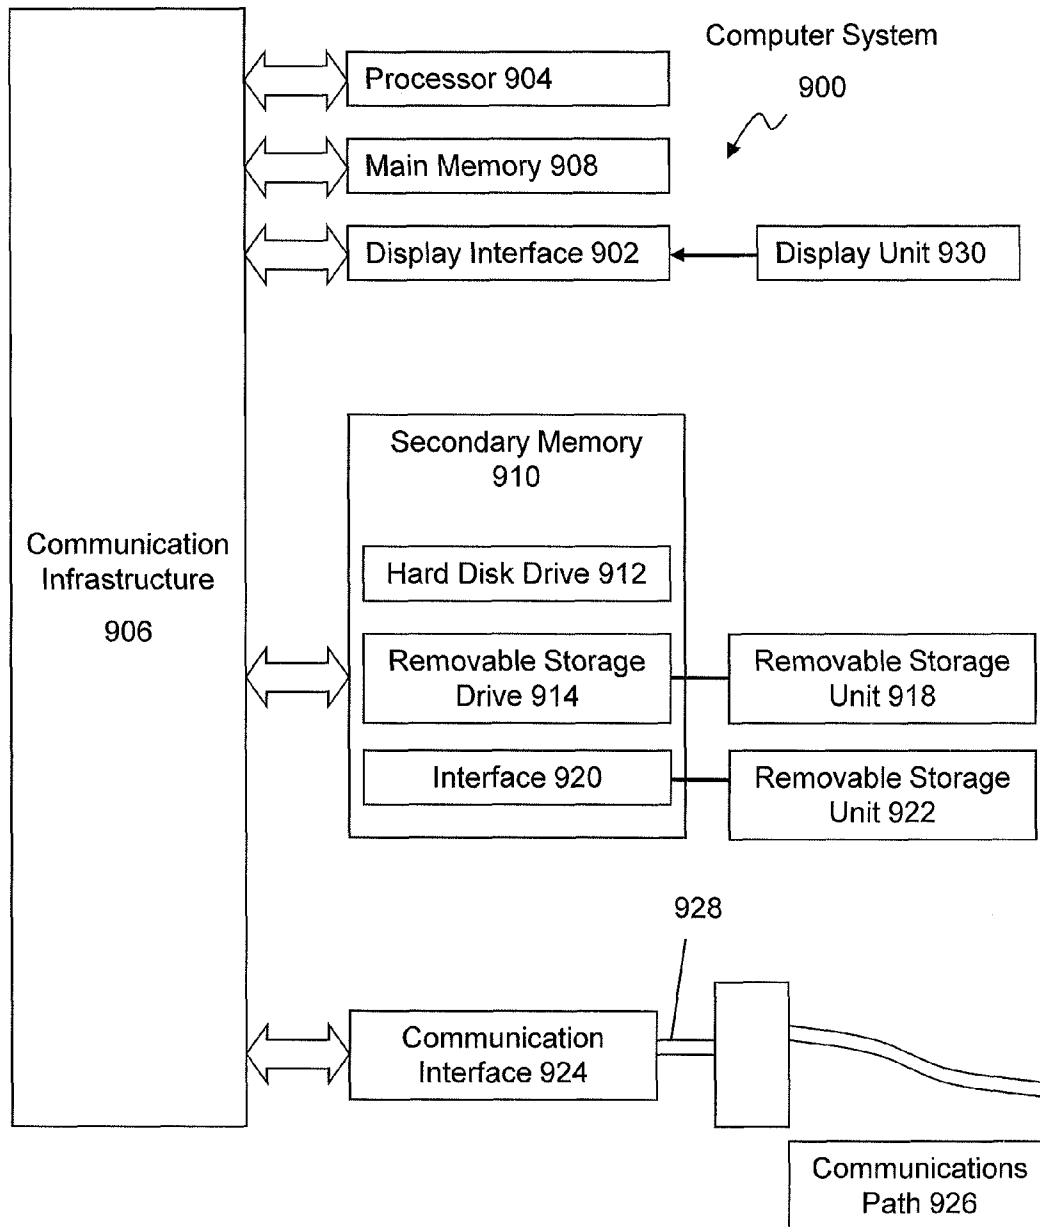 Computer System
900
Processor 904
Main Memory 908
Display Interface 902
Display Unit 930
Secondary Memory
910
Communication
Infrastructure
906
Hard Disk Drive 912
Removable Storage
Drive 914
Removable Storage
Unit 918
Interface 920
Removable Storage
Unit 922
928
Communication
Interface 924
Communications
Path 926